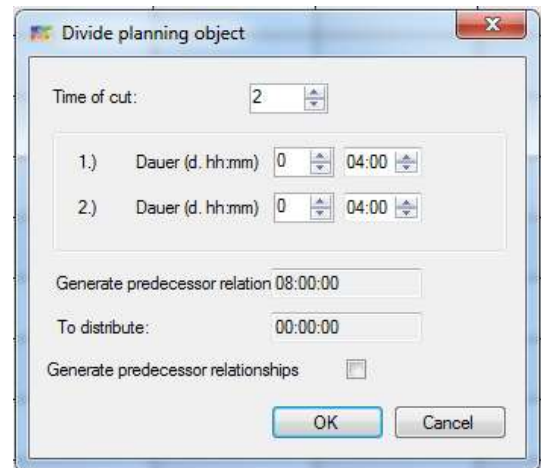 Divide planning object
Time of cut: 2
1.) Dauer (d. hh:mm) 0 04:00
2.) Dauer (d. hh:mm) 0 04:00
Generate predecessor relation 08:00:00
To distribute: 00:00:00
Generate predecessor relationships
OK Cancel